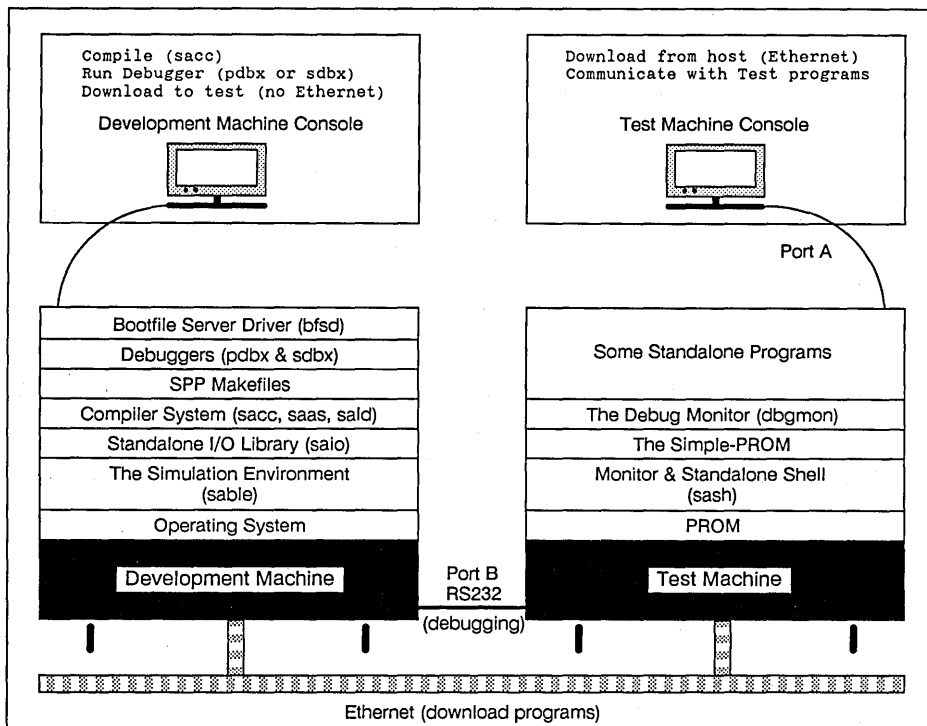 Compile (sacc)
Run Debugger (pdbx or sdbx)
Download to test (no Ethernet)
Development Machine Console
Download from host (Ethernet)
Communicate with Test programs
Test Machine Console
Port A
Bootfile Server Driver (bfsd)
Debuggers (pdbx & sdbx)
SPP Makefiles
Compiler System (sacc, saas, sald)
Standalone I/O Library (saio)
The Simulation Environment
(sable)
Operating System
Development Machine
Some Standalone Programs
The Debug Monitor (dbgmon)
The Simple-PROM
Monitor & Standalone Shell
(sash)
PROM
Test Machine
Port B
RS232
(debugging)
Ethernet (download programs)